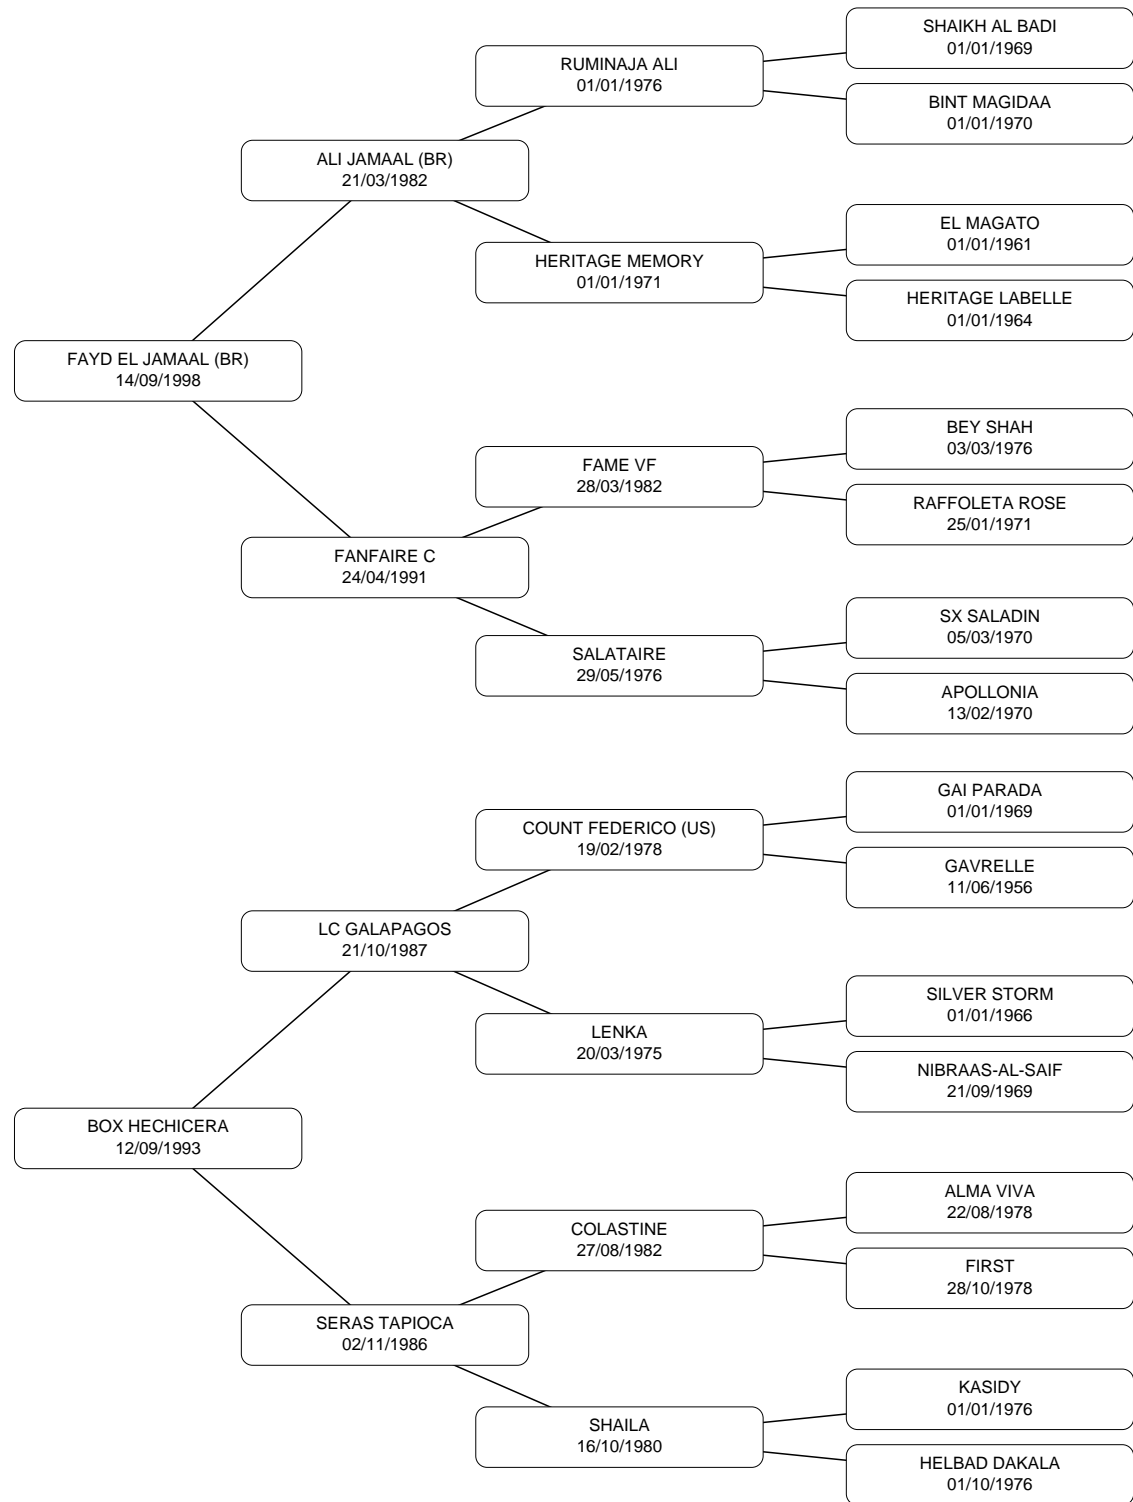 SHAIKH AL BADI
01/01/1969
RUMINAJA ALI
01/01/1976
BINT MAGIDAA
01/01/1970
ALI JAMAAL (BR)
21/03/1982
EL MAGATO
01/01/1961
HERITAGE MEMORY
01/01/1971
HERITAGE LABELLE
01/01/1964
FAYD EL JAMAAL (BR)
14/09/1998
BEY SHAH
03/03/1976
FAME VF
28/03/1982
RAFFOLETA ROSE
25/01/1971
FANFAIRE C
24/04/1991
SX SALADIN
05/03/1970
SALATAIRE
29/05/1976
APOLLONIA
13/02/1970
GAI PARADA
01/01/1969
COUNT FEDERICO (US)
19/02/1978
GAVRELLE
11/06/1956
LC GALAPAGOS
21/10/1987
SILVER STORM
01/01/1966
LENKA
20/03/1975
NIBRAAS-AL-SAIF
21/09/1969
BOX HECHICERA
12/09/1993
ALMA VIVA
22/08/1978
COLASTINE
27/08/1982
FIRST
28/10/1978
SERAS TAPIOCA
02/11/1986
KASIDY
01/01/1976
SHAILA
16/10/1980
HELBAD DAKALA
01/10/1976